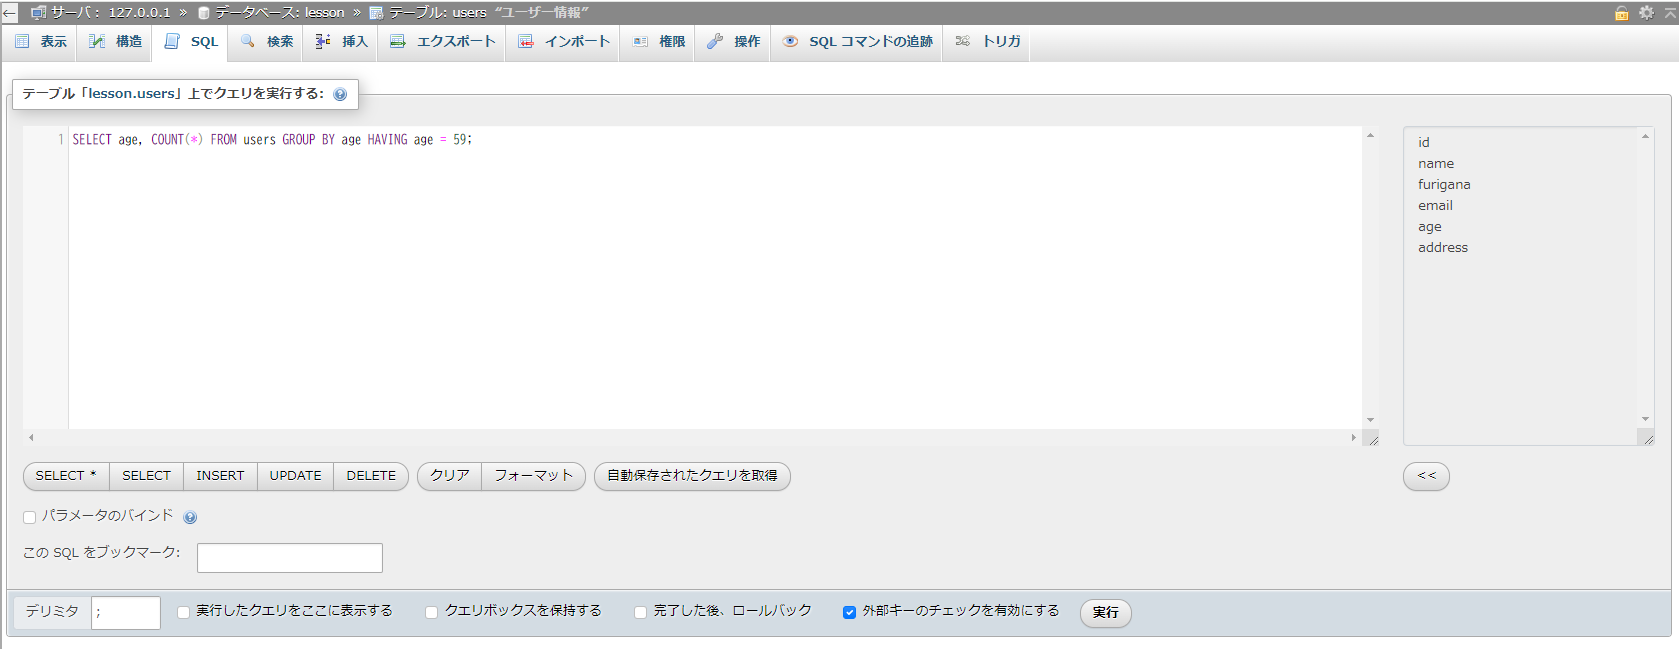 サーバ: 127.0.0.1 » データベース: lesson » テーブル: users “ユーザー情報”
表示 構造 SQL 検索 挿入 エクスポート インポート 権限 操作 SQL コマンドの追跡 トリガ
テーブル「lesson.users」上でクエリを実行する:
1 SELECT age, COUNT(*) FROM users GROUP BY age HAVING age = 59;
id
name
furigana
email
age
address
SELECT * SELECT INSERT UPDATE DELETE クリア フォーマット 自動保存されたクエリを取得 <<
パラメータのバインド
この SQL をブックマーク:
デリミタ ; 実行したクエリをここに表示する クエリボックスを保持する 完了した後、ロールバック 外部キーのチェックを有効にする 実行